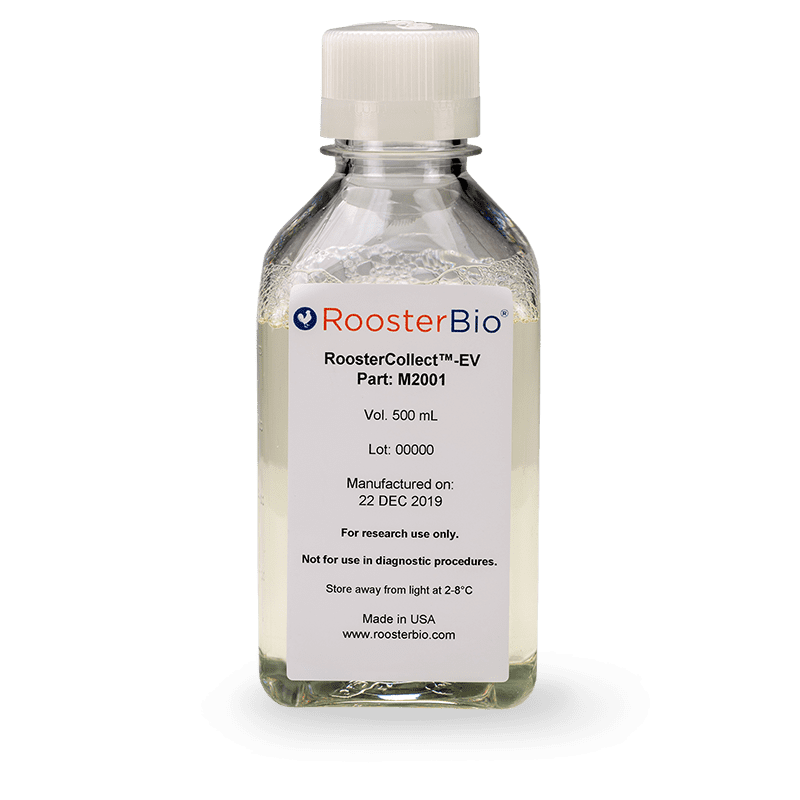 RoosterBio®
RoosterCollect™-EV
Part: M2001
Vol. 500 mL
Lot: 00000
Manufactured on:
22 DEC 2019
For research use only.
Not for use in diagnostic procedures.
Store away from light at 2-8°C
Made in USA
www.roosterbio.com